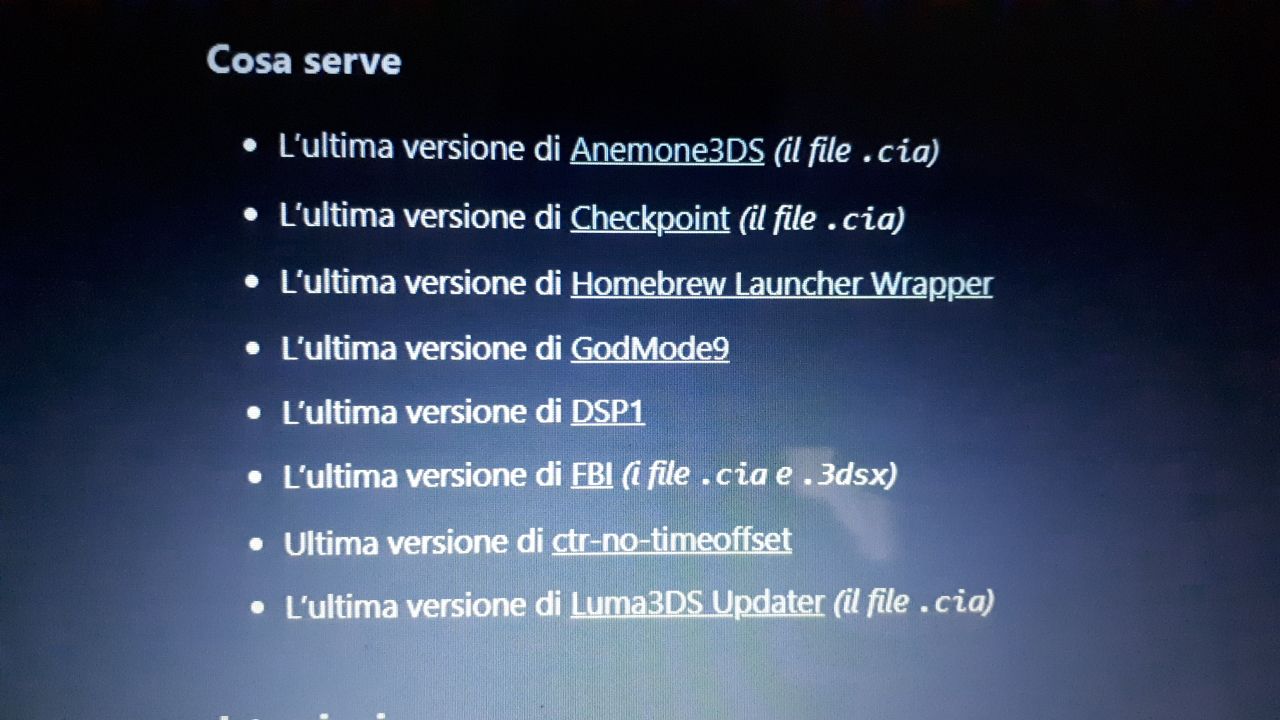 Cosa serve
L'ultima versione di Anemone3DS (il file .cia)
L'ultima versione di Checkpoint (il file .cia)
L'ultima versione di Homebrew Launcher Wrapper
L'ultima versione di GodMode9
L'ultima versione di DSP1
L'ultima versione di FBI (i file .cia e .3dsx)
Ultima versione di ctr-no-timeoffset
L'ultima versione di Luma3DS Updater (il file .cia)